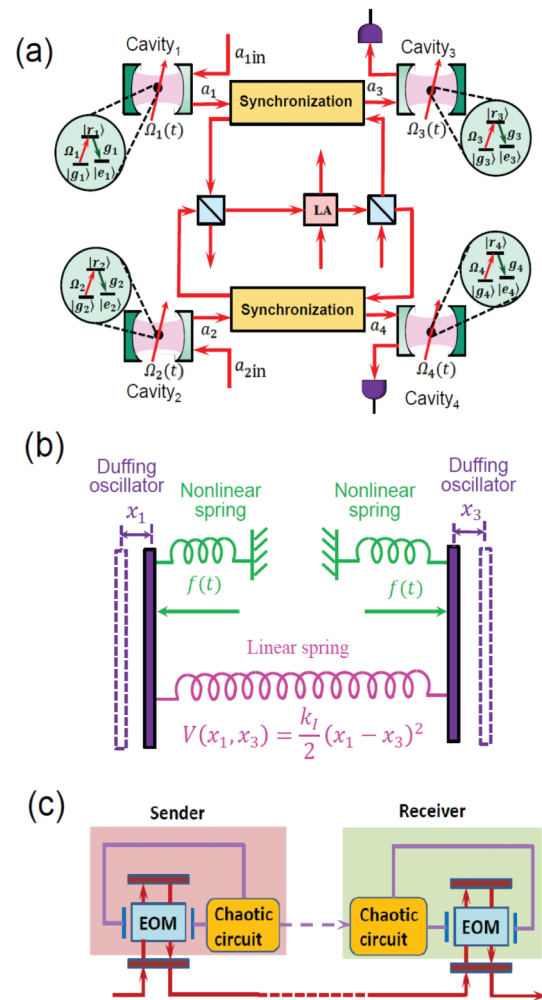 (a)
Cavity₁
a₁in
a₁
Synchronization
a₃
Cavity₃
Ω₁(t)
Ω₃(t)
|r₁⟩
Ω₁
g₁
|g₁⟩ |e₁⟩
|r₃⟩
Ω₃
g₃
|g₃⟩ |e₃⟩
LA
|r₂⟩
Ω₂
g₂
|g₂⟩ |e₂⟩
|r₄⟩
Ω₄
g₄
|g₄⟩ |e₄⟩
a₂
Synchronization
a₄
Ω₂(t)
Cavity₂
a₂in
Ω₄(t)
Cavity₄
(b)
Duffing
oscillator
x₁
Nonlinear
spring
f(t)
Nonlinear
spring
f(t)
Duffing
oscillator
x₃
Linear spring
V(x₁, x₃) = k_I/2 (x₁ − x₃)²
(c)
Sender
Receiver
EOM
Chaotic
circuit
Chaotic
circuit
EOM